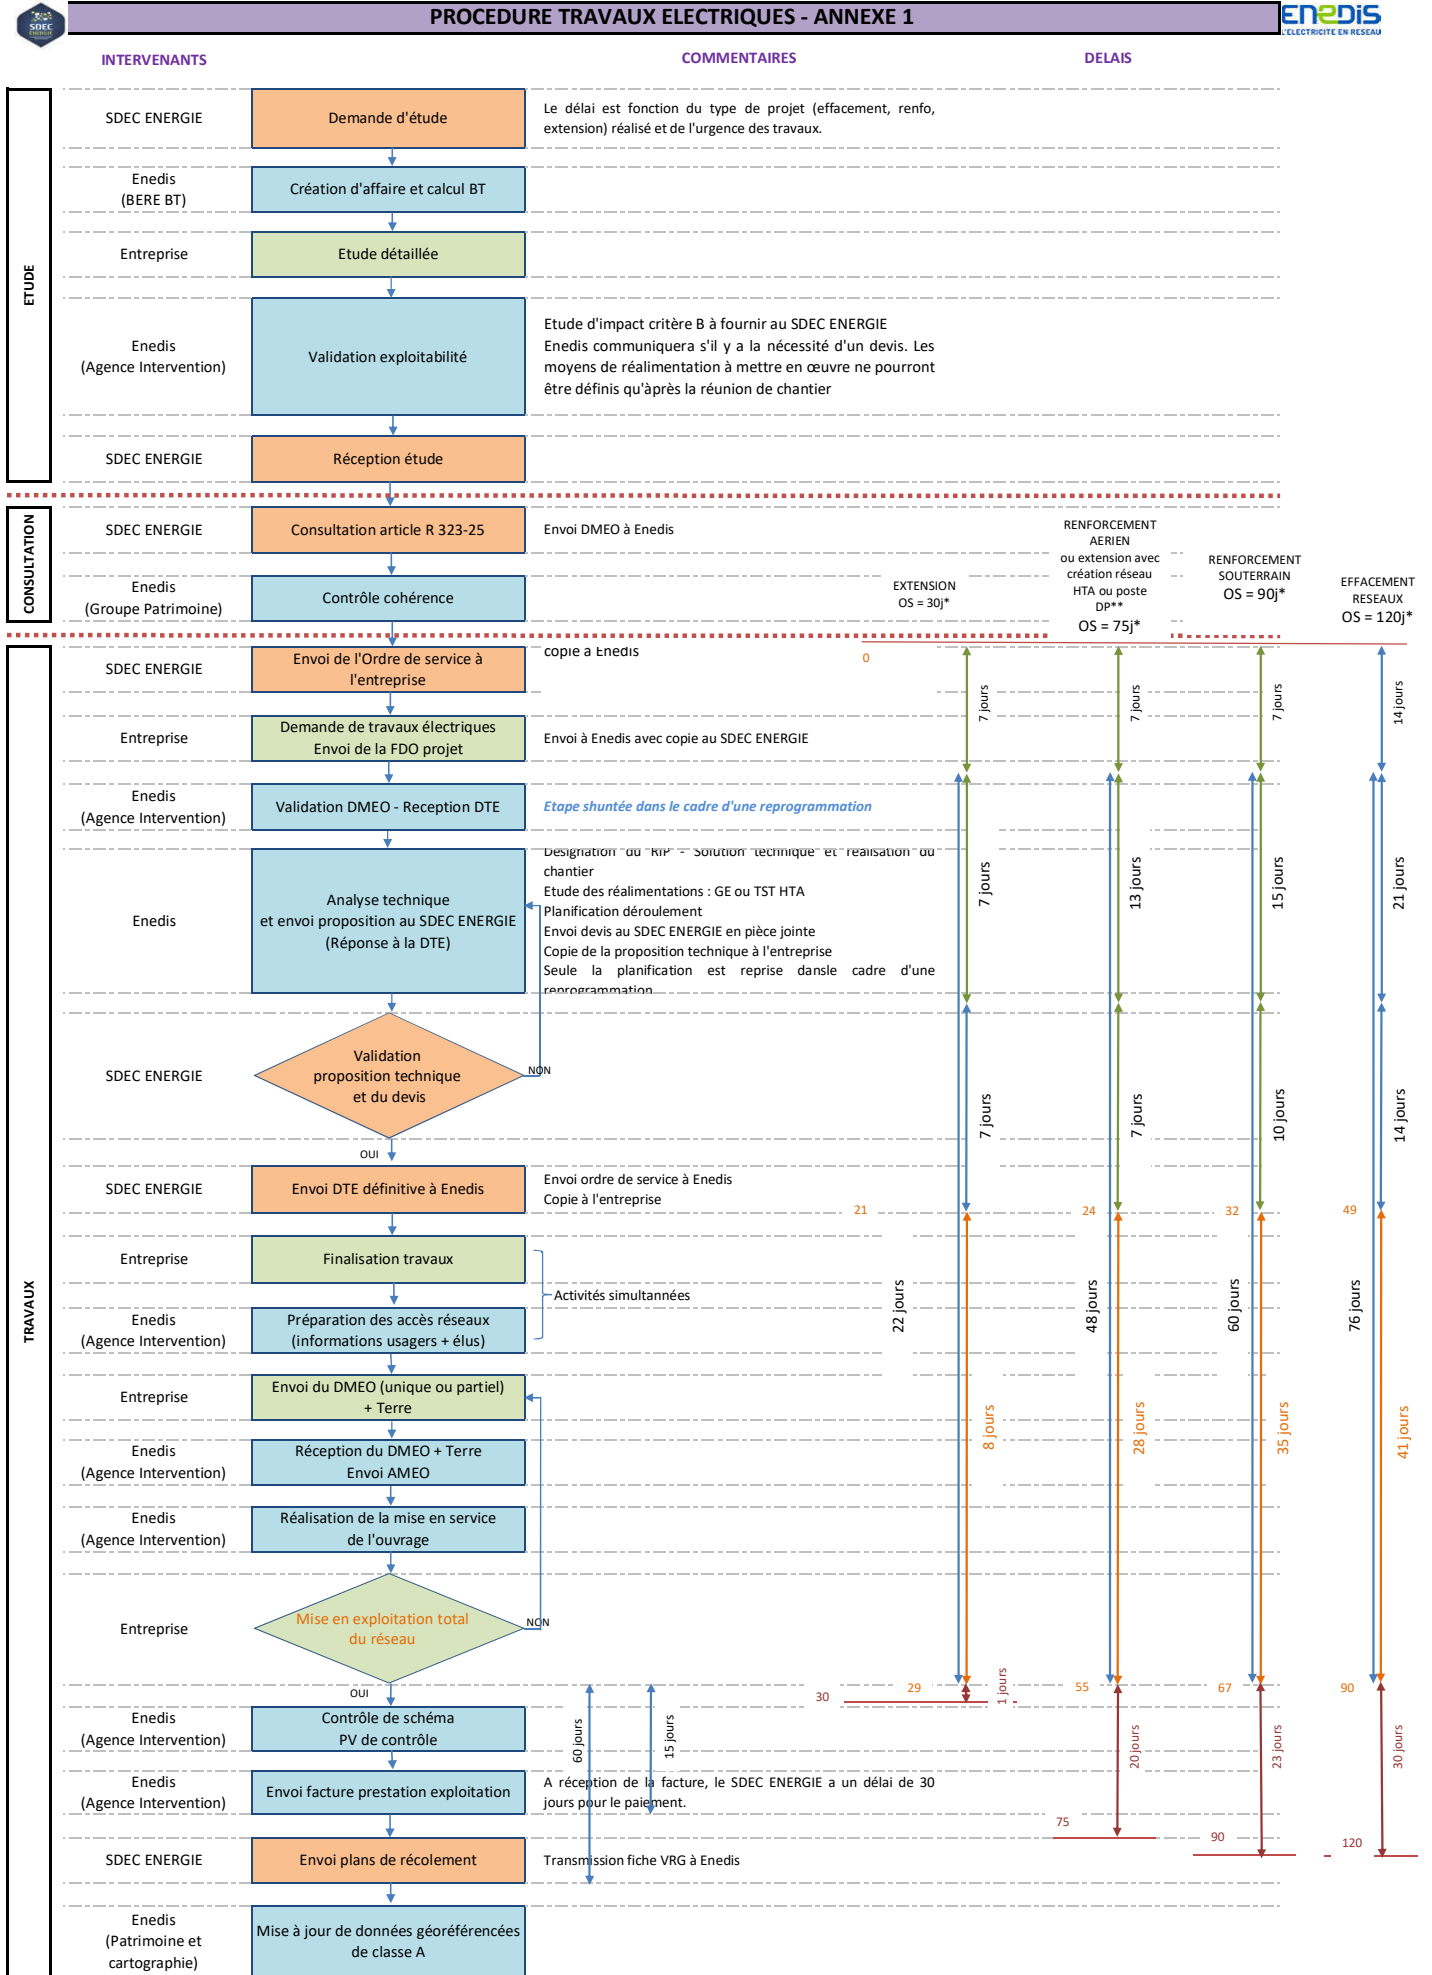 SDEC
ENERGIE
PROCEDURE TRAVAUX ELECTRIQUES - ANNEXE 1
ENEDIS
L'ELECTRICITE EN RESEAU
INTERVENANTS
COMMENTAIRES
DELAIS
ETUDE
SDEC ENERGIE
Demande d'étude
Le délai est fonction du type de projet (effacement, renfo,
extension) réalisé et de l'urgence des travaux.
Enedis
(BERE BT)
Création d'affaire et calcul BT
Entreprise
Etude détaillée
Enedis
(Agence Intervention)
Validation exploitabilité
Etude d'impact critère B à fournir au SDEC ENERGIE
Enedis communiquera s'il y a la nécessité d'un devis. Les
moyens de réalimentation à mettre en œuvre ne pourront
être définis qu'àprès la réunion de chantier
SDEC ENERGIE
Réception étude
CONSULTATION
SDEC ENERGIE
Consultation article R 323-25
Envoi DMEO à Enedis
Enedis
(Groupe Patrimoine)
Contrôle cohérence
EXTENSION
OS = 30j*
RENFORCEMENT
AERIEN
ou extension avec
création réseau
HTA ou poste
DP**
OS = 75j*
RENFORCEMENT
SOUTERRAIN
OS = 90j*
EFFACEMENT
RESEAUX
OS = 120j*
TRAVAUX
SDEC ENERGIE
Envoi de l'Ordre de service à
l'entreprise
copie à Enedis
0
7 jours
7 jours
7 jours
14 jours
Entreprise
Demande de travaux électriques
Envoi de la FDO projet
Envoi à Enedis avec copie au SDEC ENERGIE
Enedis
(Agence Intervention)
Validation DMEO - Reception DTE
Etape shuntée dans le cadre d'une reprogrammation
Enedis
Analyse technique
et envoi proposition au SDEC ENERGIE
(Réponse à la DTE)
Désignation du RIP - Solution technique et réalisation du
chantier
Etude des réalimentations : GE ou TST HTA
Planification déroulement
Envoi devis au SDEC ENERGIE en pièce jointe
Copie de la proposition technique à l'entreprise
Seule la planification est reprise dansle cadre d'une
reprogrammation
7 jours
13 jours
15 jours
21 jours
SDEC ENERGIE
Validation
proposition technique
et du devis
NON
OUI
7 jours
7 jours
10 jours
14 jours
SDEC ENERGIE
Envoi DTE définitive à Enedis
Envoi ordre de service à Enedis
Copie à l'entreprise
21
24
32
49
Entreprise
Finalisation travaux
Activités simultannées
22 jours
48 jours
60 jours
76 jours
Enedis
(Agence Intervention)
Préparation des accès réseaux
(informations usagers + élus)
Entreprise
Envoi du DMEO (unique ou partiel)
+ Terre
8 jours
28 jours
35 jours
41 jours
Enedis
(Agence Intervention)
Réception du DMEO + Terre
Envoi AMEO
Enedis
(Agence Intervention)
Réalisation de la mise en service
de l'ouvrage
Entreprise
Mise en exploitation total
du réseau
NON
OUI
30
29
1 jours
55
67
90
Enedis
(Agence Intervention)
Contrôle de schéma
PV de contrôle
60 jours
15 jours
20 jours
23 jours
30 jours
Enedis
(Agence Intervention)
Envoi facture prestation exploitation
A réception de la facture, le SDEC ENERGIE a un délai de 30
jours pour le paiement.
75
90
120
SDEC ENERGIE
Envoi plans de récolement
Transmission fiche VRG à Enedis
Enedis
(Patrimoine et
cartographie)
Mise à jour de données géoréférencées
de classe A